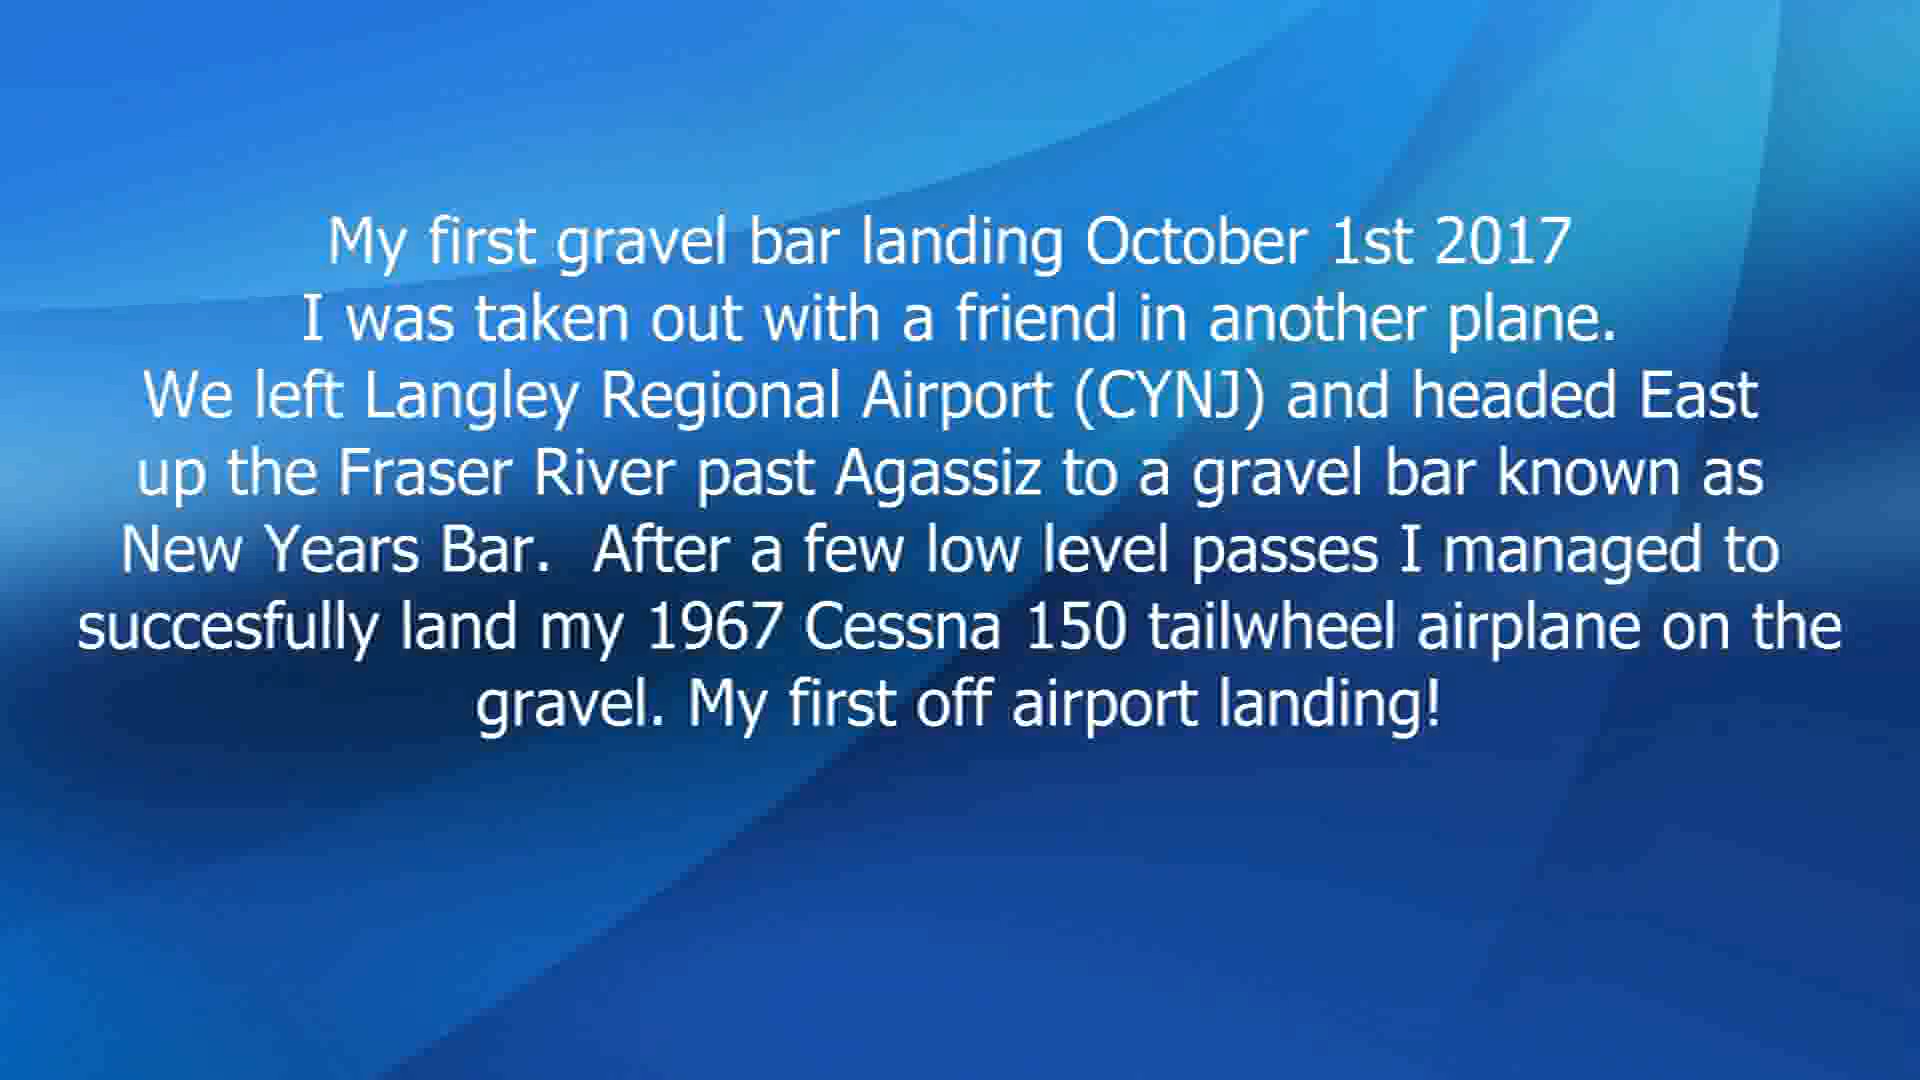 My first gravel bar landing October 1st 2017
I was taken out with a friend in another plane.
We left Langley Regional Airport (CYNJ) and headed East
up the Fraser River past Agassiz to a gravel bar known as
New Years Bar.  After a few low level passes I managed to
succesfully land my 1967 Cessna 150 tailwheel airplane on the
gravel. My first off airport landing!